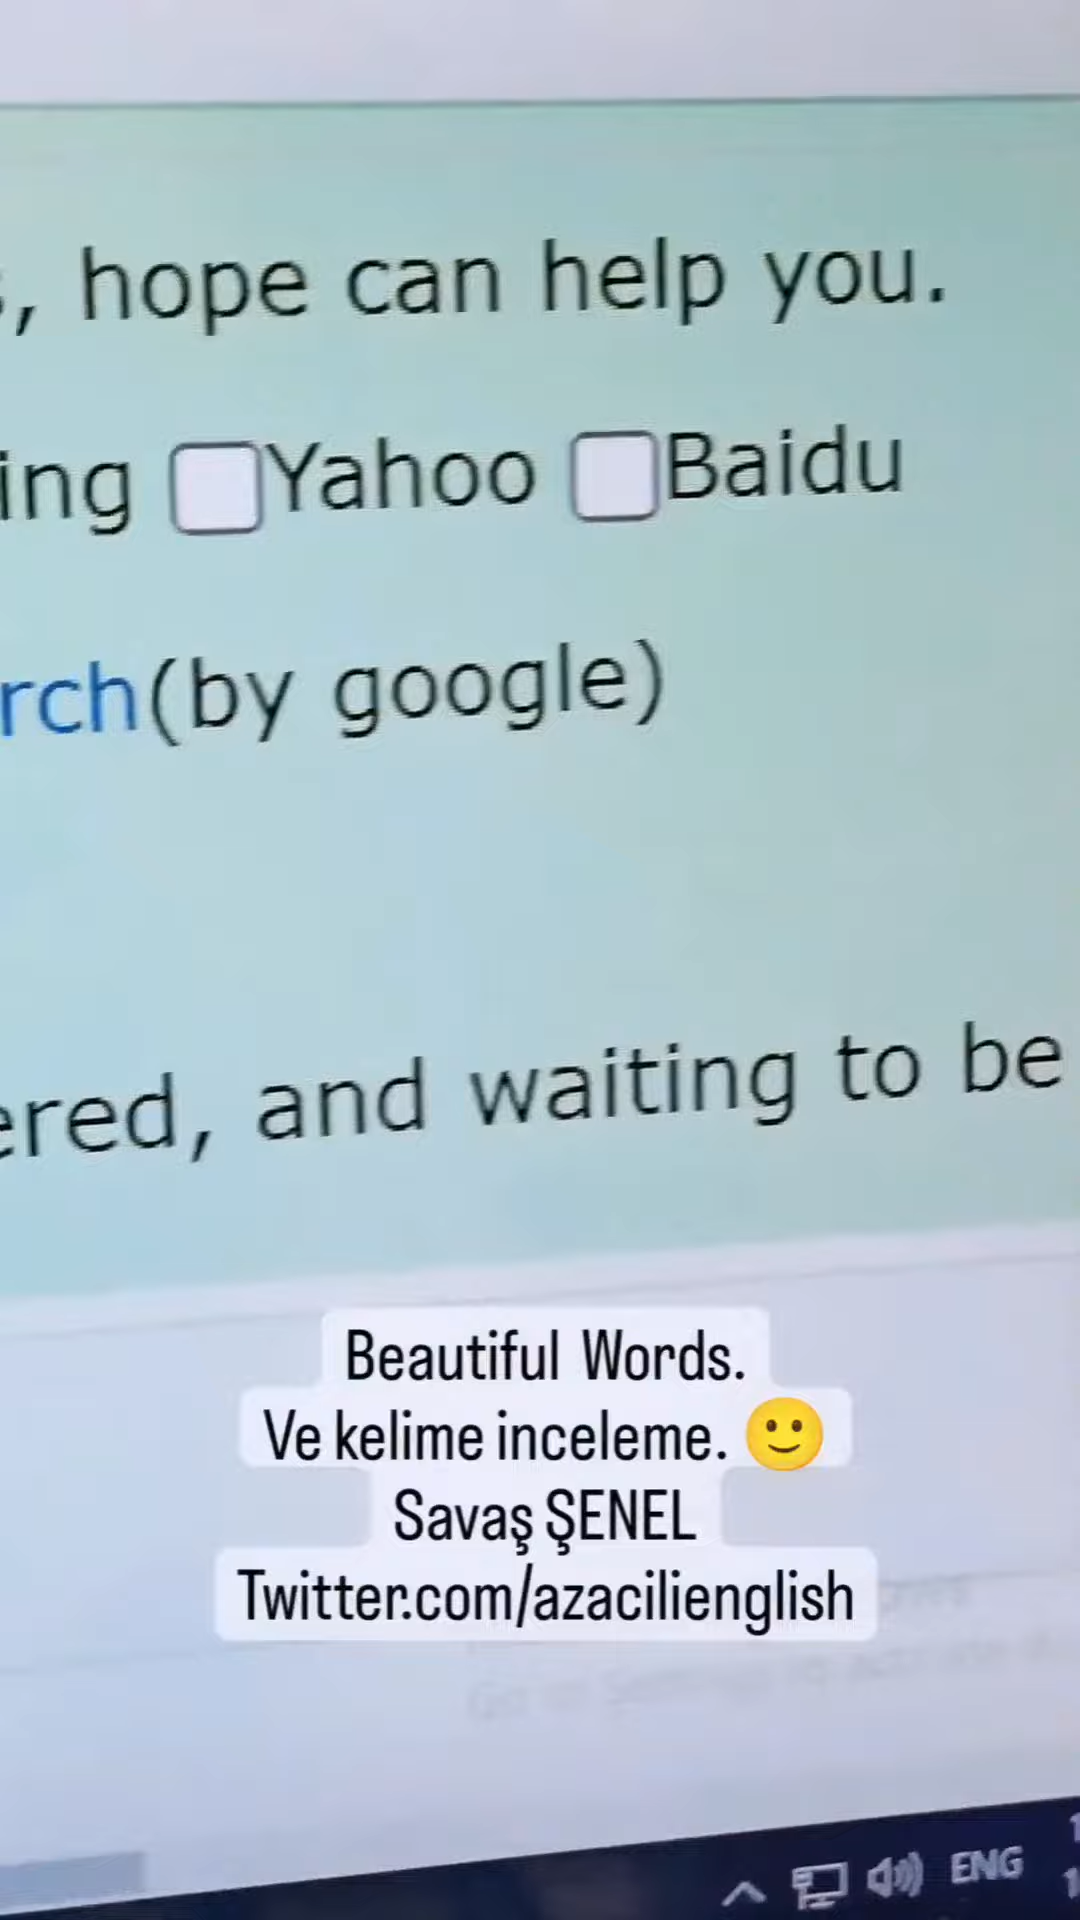 , hope can help you.
ing Yahoo Baidu
rch(by google)
ered, and waiting to be
Beautiful Words.
Ve kelime inceleme. 🙂
Savaş ŞENEL
Twitter.com/azacilienglish
ENG